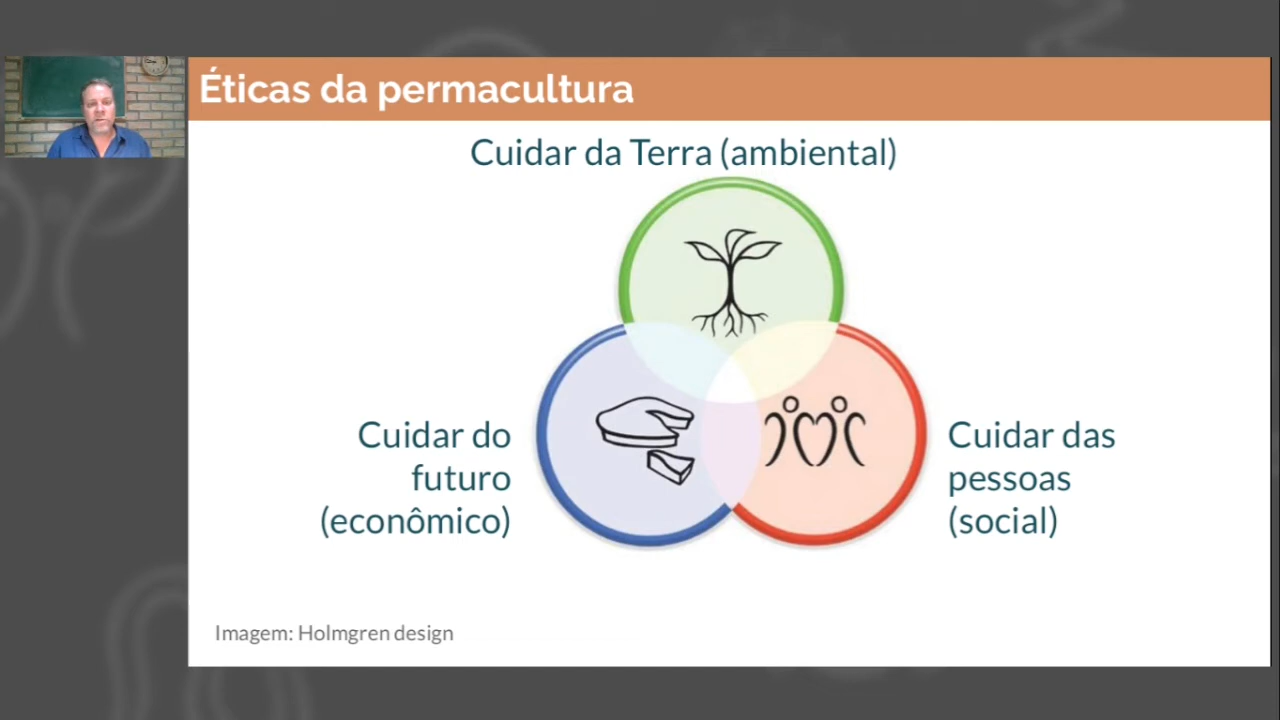 Éticas da permacultura
Cuidar da Terra (ambiental)
Cuidar do
futuro
(econômico)
Cuidar das
pessoas
(social)
Imagem: Holmgren design